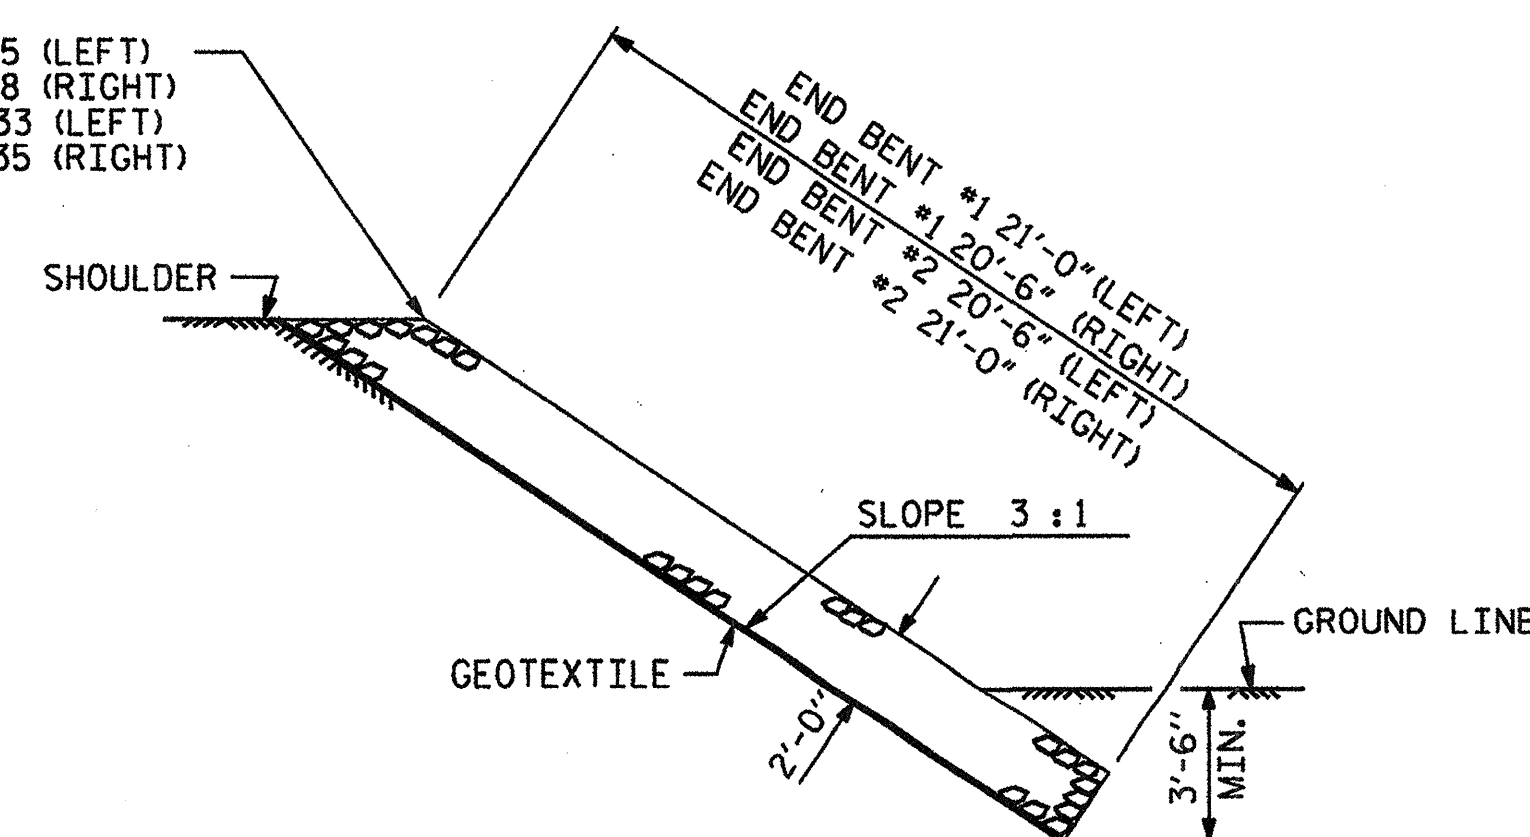 5 (LEFT)
8 (RIGHT)
33 (LEFT)
35 (RIGHT)
END BENT #1 21'-0" (LEFT)
END BENT #1 20'-6" (RIGHT)
END BENT #2 20'-6" (LEFT)
END BENT #2 21'-0" (RIGHT)
SHOULDER
SLOPE 3 : 1
GROUND LINE
GEOTEXTILE
2'-0"
3'-6"
MIN.